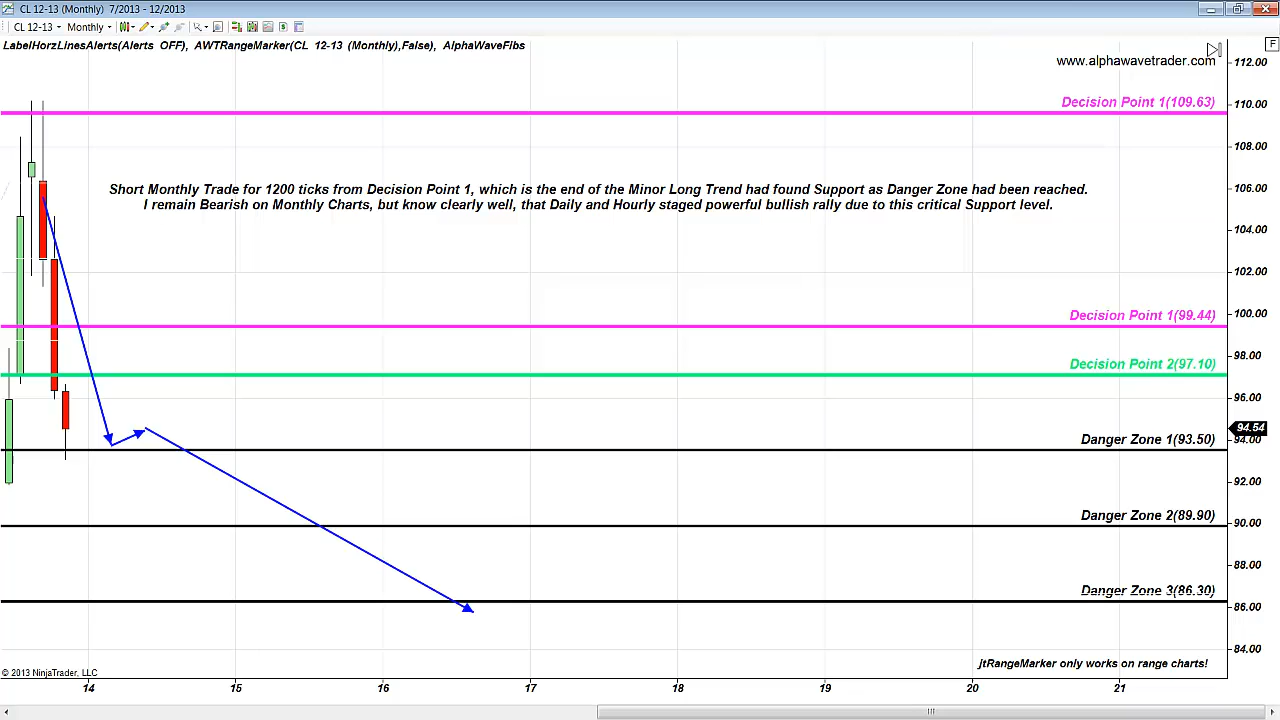 CL 12-13 (Monthly)  7/2013 - 12/2013
CL 12-13 Monthly
LabelHorzLinesAlerts(Alerts OFF), AWTRangeMarker(CL 12-13 (Monthly),False), AlphaWaveFibs
F
www.alphawavetrader.com
112.00
Decision Point 1(109.63)
110.00
108.00
Short Monthly Trade for 1200 ticks from Decision Point 1, which is the end of the Minor Long Trend had found Support as Danger Zone had been reached.
106.00
I remain Bearish on Monthly Charts, but know clearly well, that Daily and Hourly staged powerful bullish rally due to this critical Support level.
104.00
102.00
Decision Point 1(99.44)
100.00
98.00
Decision Point 2(97.10)
96.00
94.54
Danger Zone 1(93.50)
94.00
92.00
Danger Zone 2(89.90)
90.00
88.00
Danger Zone 3(86.30)
86.00
84.00
jtRangeMarker only works on range charts!
© 2013 NinjaTrader, LLC
14 15 16 17 18 19 20 21